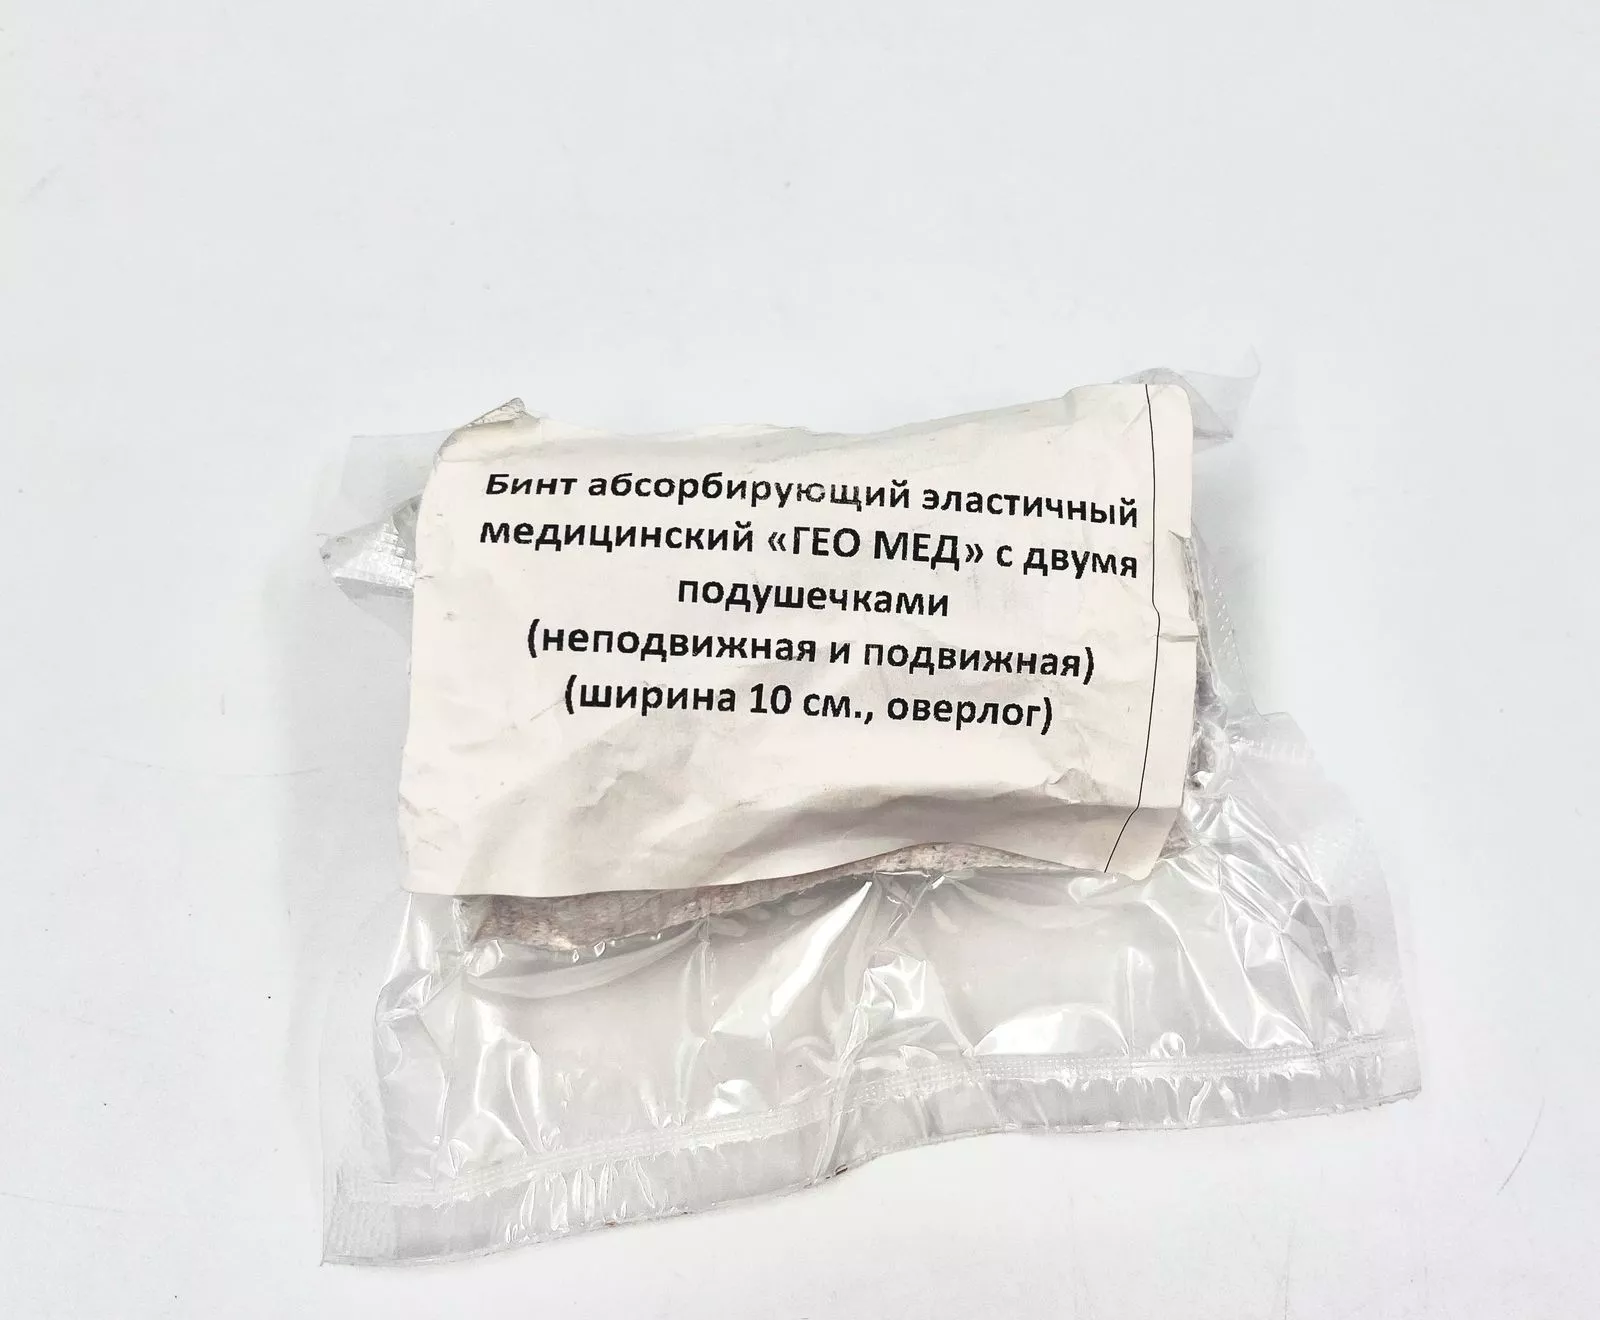 Бинт абсорбирующий эластичный
медицинский «ГЕО МЕД» с двумя
подушечками
(неподвижная и подвижная)
(ширина 10 см., оверлог)